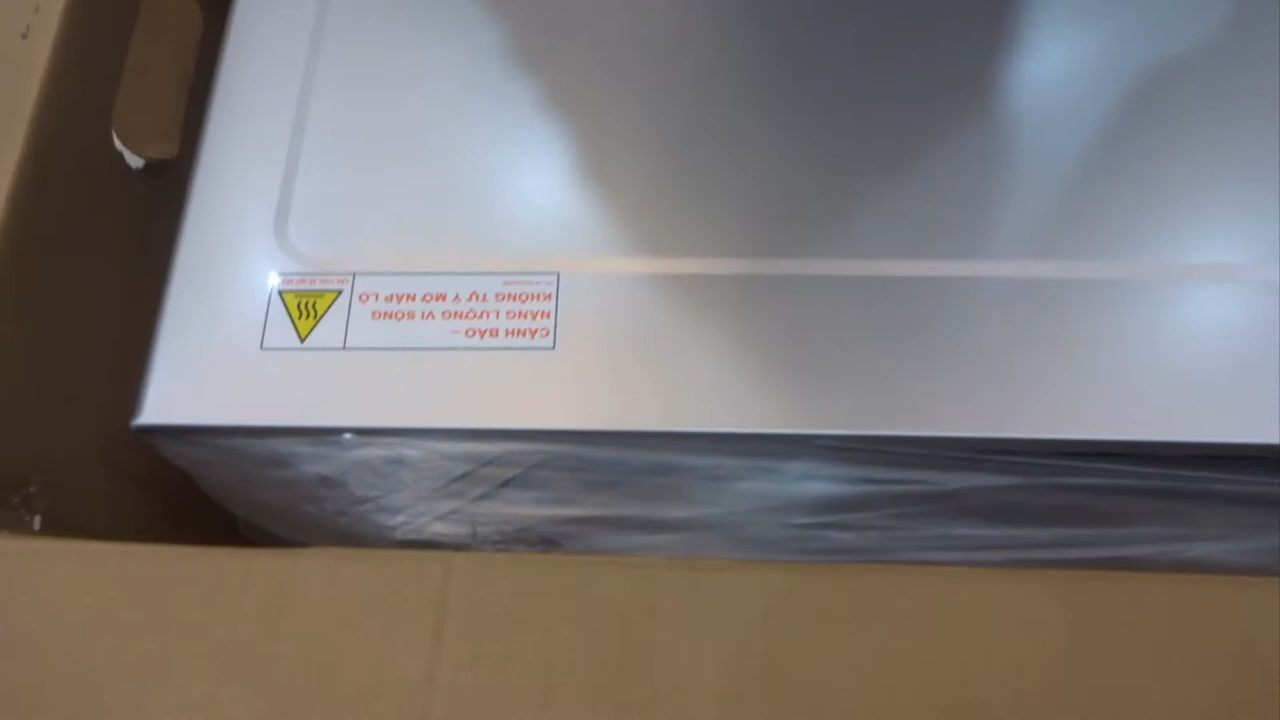 CẢNH BÁO –
NĂNG LƯỢNG VI SÓNG
KHÔNG TỰ Ý MỞ NẮP LÒ